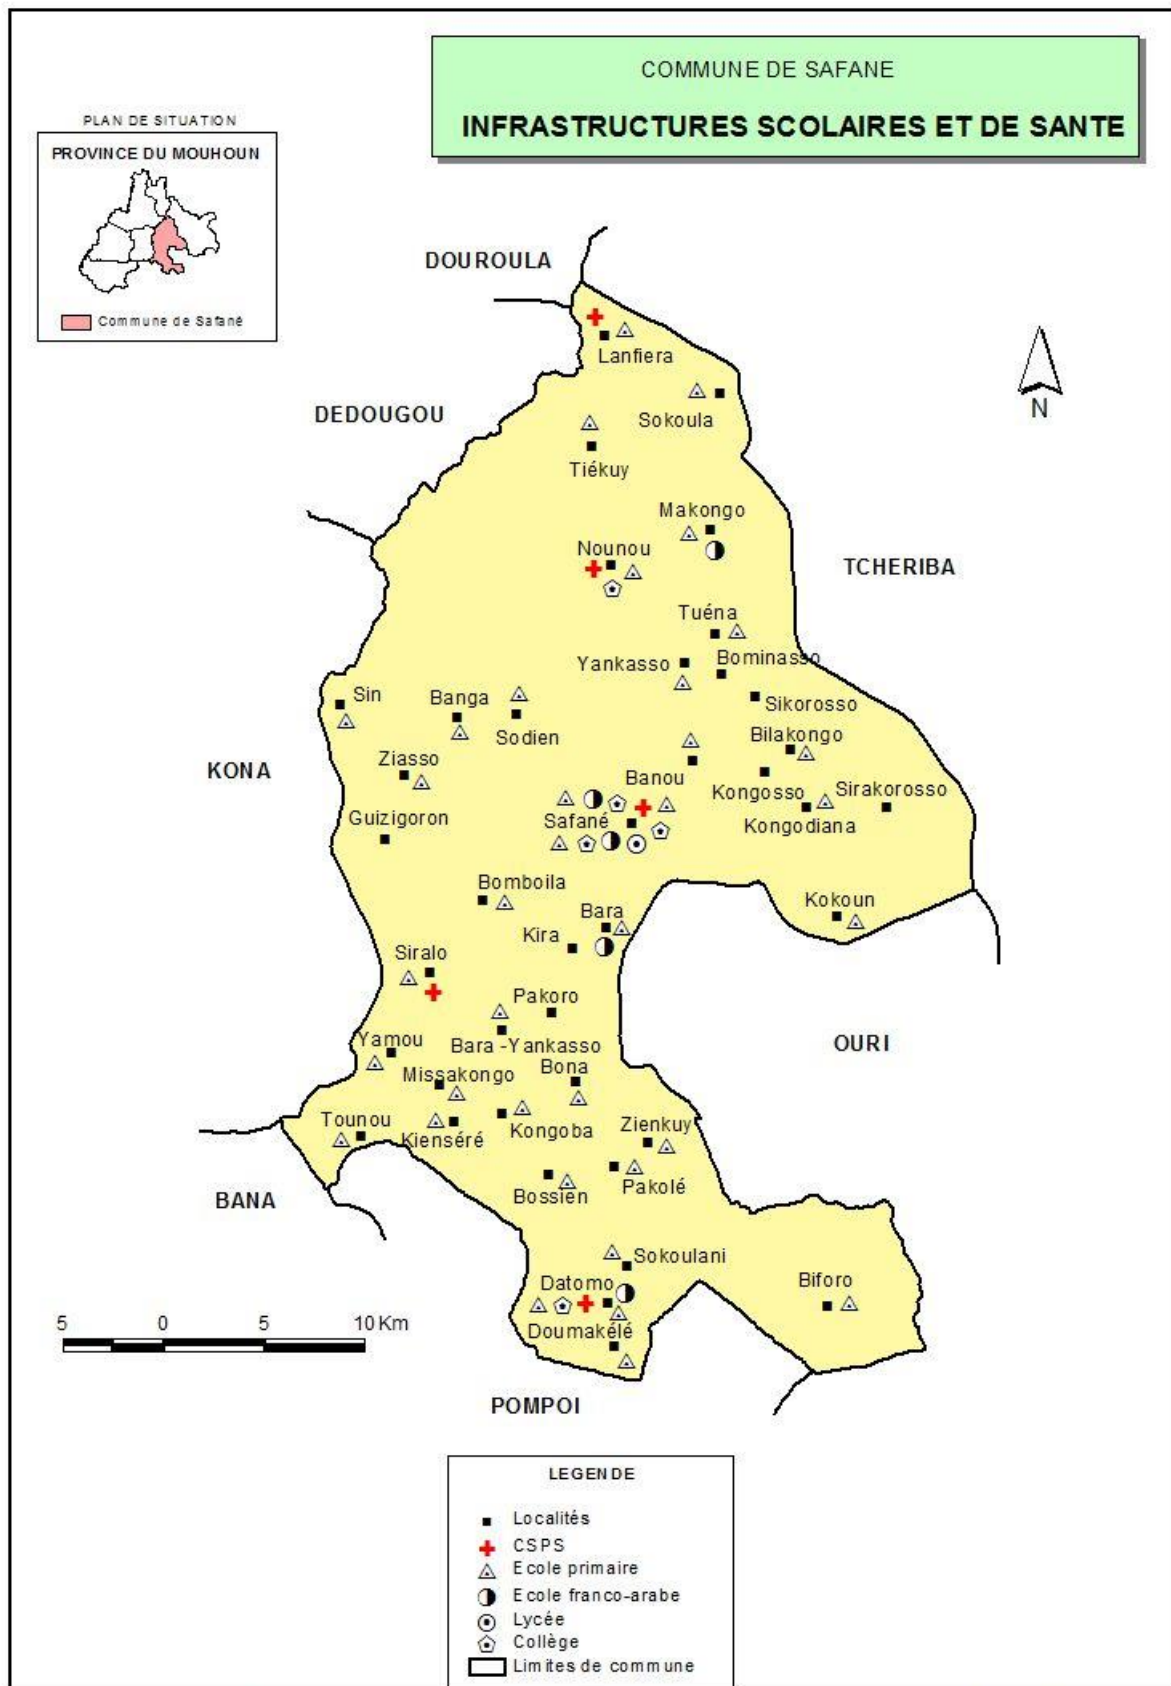 COMMUNE DE SAFANE
INFRASTRUCTURES SCOLAIRES ET DE SANTE
PLAN DE SITUATION
PROVINCE DU MOUHOUN
Commune de Safané
DOUROULA
Lanfiera
DEDOUGOU
Sokoula
N
Tiékuy
Makongo
Nounou
TCHERIBA
Tuéna
Yankasso
Bominasso
Sin
Banga
Sikorosso
Sodien
Bilakongo
Ziasso
KONA
Banou
Kongosso
Sirakorosso
Guizigoron
Safané
Kongodiana
Bomboila
Kokoun
Bara
Kira
Siralo
Pakoro
Yamou
Bara -Yankasso
OURI
Missakongo
Bona
Tounou
Kienséré
Kongoba
Zienkuy
BANA
Bossien
Pakolé
Sokoulani
Datomo
Biforo
5 0 5 10 Km
Doumakélé
POMPOI
LEGENDE
Localités
CSPS
Ecole primaire
Ecole franco-arabe
Lycée
Collège
Limites de commune